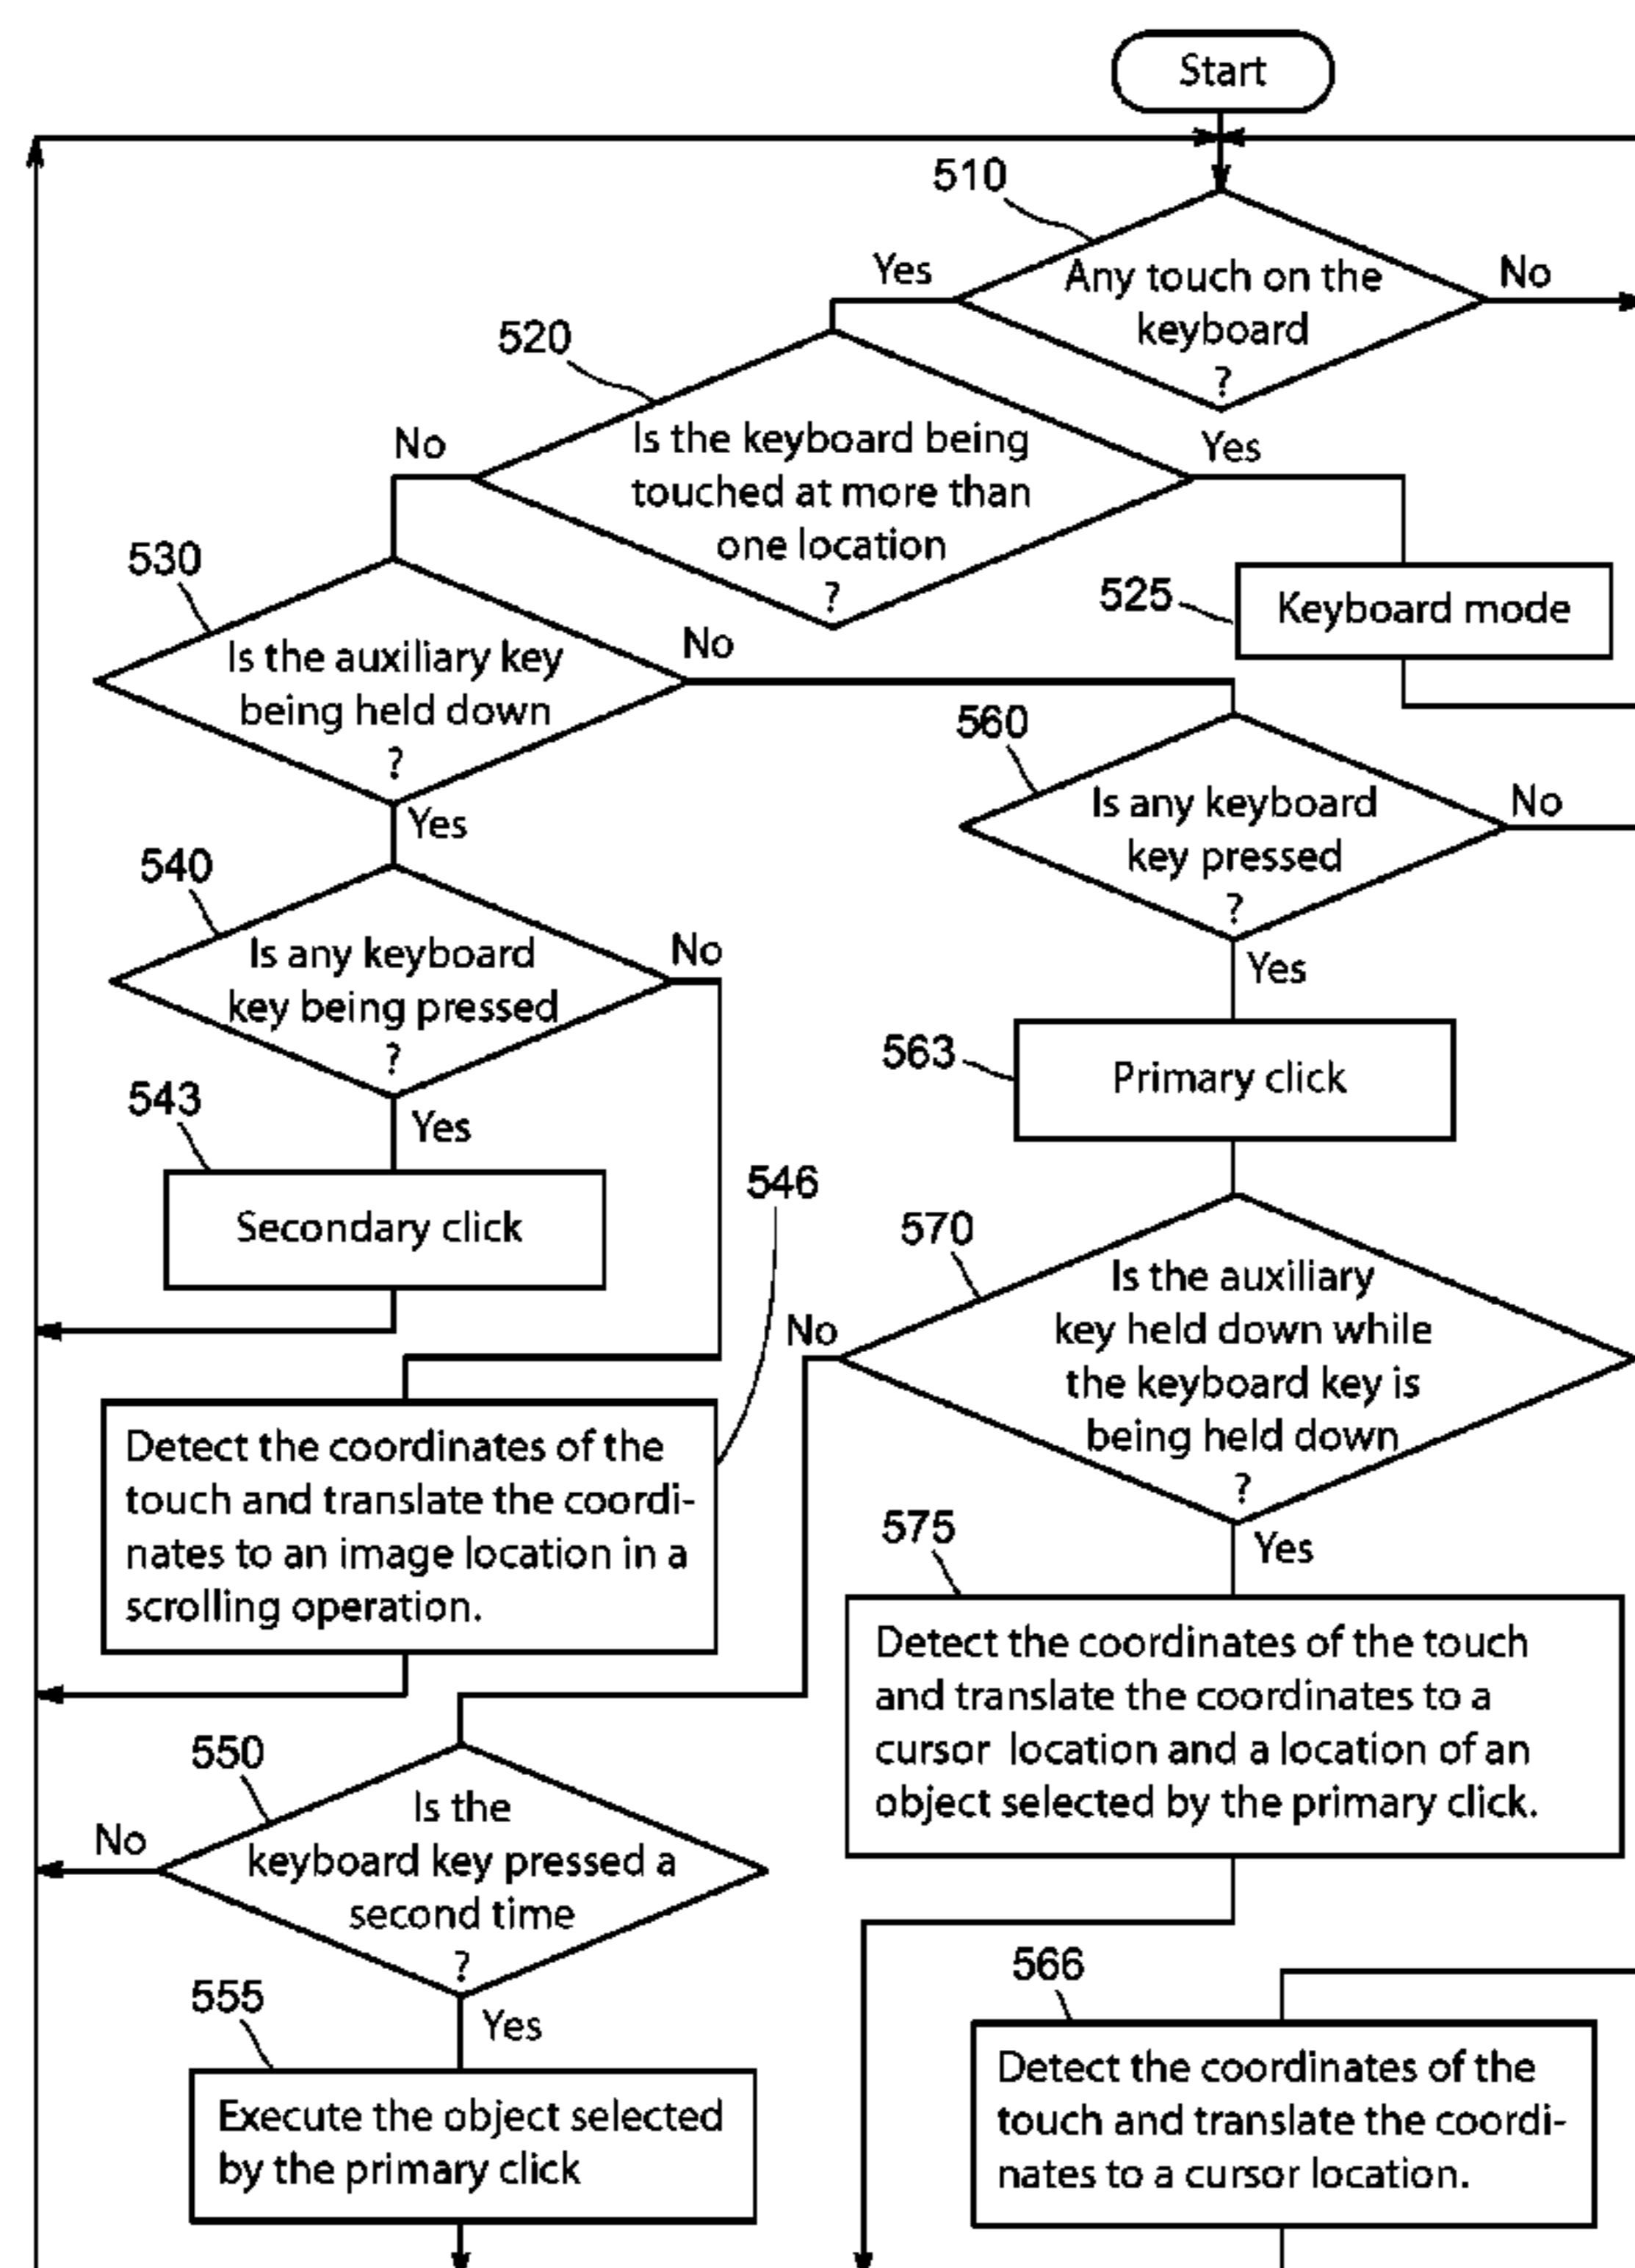 Start
510
Yes
Any touch on the
keyboard
?
No
520
No
Is the keyboard being
touched at more than
one location
?
Yes
530
Is the auxiliary key
being held down
?
No
Yes
525
Keyboard mode
560
Is any keyboard
key pressed
?
No
Yes
540
Is any keyboard
key being pressed
?
No
Yes
543
Secondary click
563
Primary click
546
Detect the coordinates of the
touch and translate the coordi-
nates to an image location in a
scrolling operation.
570
No
Is the auxiliary
key held down while
the keyboard key is
being held down
?
Yes
575
Detect the coordinates of the touch
and translate the coordinates to a
cursor location and a location of an
object selected by the primary click.
550
No
Is the
keyboard key pressed a
second time
?
Yes
555
Execute the object selected
by the primary click
566
Detect the coordinates of the
touch and translate the coordi-
nates to a cursor location.